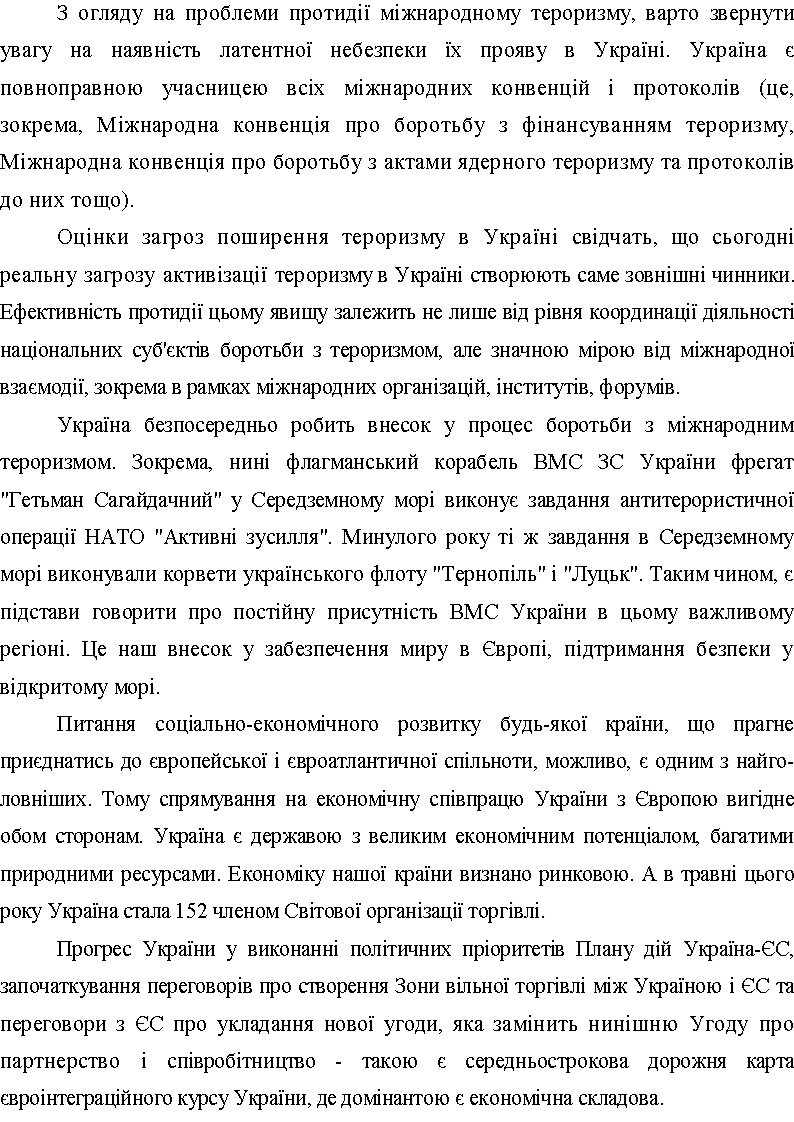 З огляду на проблеми протидії міжнародному тероризму, варто звернути
увагу на наявність латентної небезпеки їх прояву в Україні. Україна є
повноправною учасницею всіх міжнародних конвенцій і протоколів (це,
зокрема, Міжнародна конвенція про боротьбу з фінансуванням тероризму,
Міжнародна конвенція про боротьбу з актами ядерного тероризму та протоколів
до них тощо).
Оцінки загроз поширення тероризму в Україні свідчать, що сьогодні
реальну загрозу активізації тероризму в Україні створюють саме зовнішні чинники.
Ефективність протидії цьому явищу залежить не лише від рівня координації діяльності
національних суб'єктів боротьби з тероризмом, але значною мірою від міжнародної
взаємодії, зокрема в рамках міжнародних організацій, інститутів, форумів.
Україна безпосередньо робить внесок у процес боротьби з міжнародним
тероризмом. Зокрема, нині флагманський корабель ВМС ЗС України фрегат
"Гетьман Сагайдачний" у Середземному морі виконує завдання антитерористичної
операції НАТО "Активні зусилля". Минулого року ті ж завдання в Середземному
морі виконували корвети українського флоту "Тернопіль" і "Луцьк". Таким чином, є
підстави говорити про постійну присутність ВМС України в цьому важливому
регіоні. Це наш внесок у забезпечення миру в Європі, підтримання безпеки у
відкритому морі.
Питання соціально-економічного розвитку будь-якої країни, що прагне
приєднатись до європейської і євроатлантичної спільноти, можливо, є одним з найго-
ловніших. Тому спрямування на економічну співпрацю України з Європою вигідне
обом сторонам. Україна є державою з великим економічним потенціалом, багатими
природними ресурсами. Економіку нашої країни визнано ринковою. А в травні цього
року Україна стала 152 членом Світової організації торгівлі.
Прогрес України у виконанні політичних пріоритетів Плану дій Україна-ЄС,
започаткування переговорів про створення Зони вільної торгівлі між Україною і ЄС та
переговори з ЄС про укладання нової угоди, яка замінить нинішню Угоду про
партнерство і співробітництво - такою є середньострокова дорожня карта
євроінтеграційного курсу України, де домінантою є економічна складова.